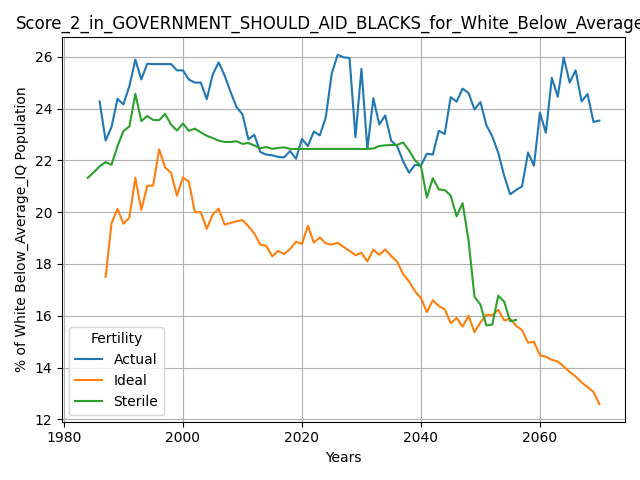 Score_2_in_GOVERNMENT_SHOULD_AID_BLACKS_for_White_Below_Average
26
24
22
20
18
16
14
12
% of White Below_Average_IQ Population
Fertility
Actual
Ideal
Sterile
1980 2000 2020 2040 2060
Years